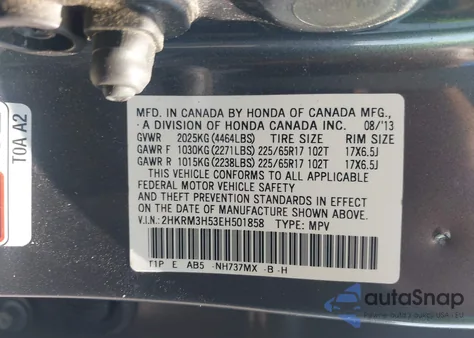 MFD. IN CANADA BY HONDA OF CANADA MFG.,
A DIVISION OF HONDA CANADA INC. 08/'13
GVWR 2025KG (4464LBS) TIRE SIZE RIM SIZE
GAWR F 1030KG (2271LBS) 225/65R17 102T 17X6.5J
GAWR R 1015KG (2238LBS) 225/65R17 102T 17X6.5J
THIS VEHICLE CONFORMS TO ALL APPLICABLE
FEDERAL MOTOR VEHICLE SAFETY
AND THEFT PREVENTION STANDARDS IN EFFECT
ON THE DATE OF MANUFACTURE SHOWN ABOVE.
V.I.N.: 2HKRM3H53EH501858 TYPE: MPV
T1P E AB5 -NH737MX -B -H
T0A A2
autoSnap